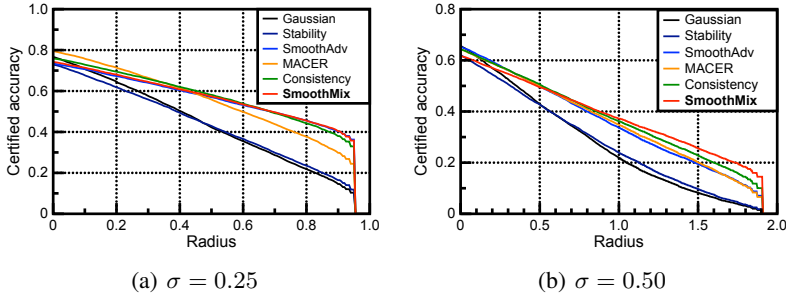 1.0
0.8
0.6
0.4
0.2
0
Certified accuracy
0 0.2 0.4 0.6 0.8 1.0
Radius
Gaussian
Stability
SmoothAdv
MACER
Consistency
SmoothMix
(a) σ = 0.25
0.8
0.6
0.4
0.2
0
Certified accuracy
0 0.5 1.0 1.5 2.0
Radius
Gaussian
Stability
SmoothAdv
MACER
Consistency
SmoothMix
(b) σ = 0.50